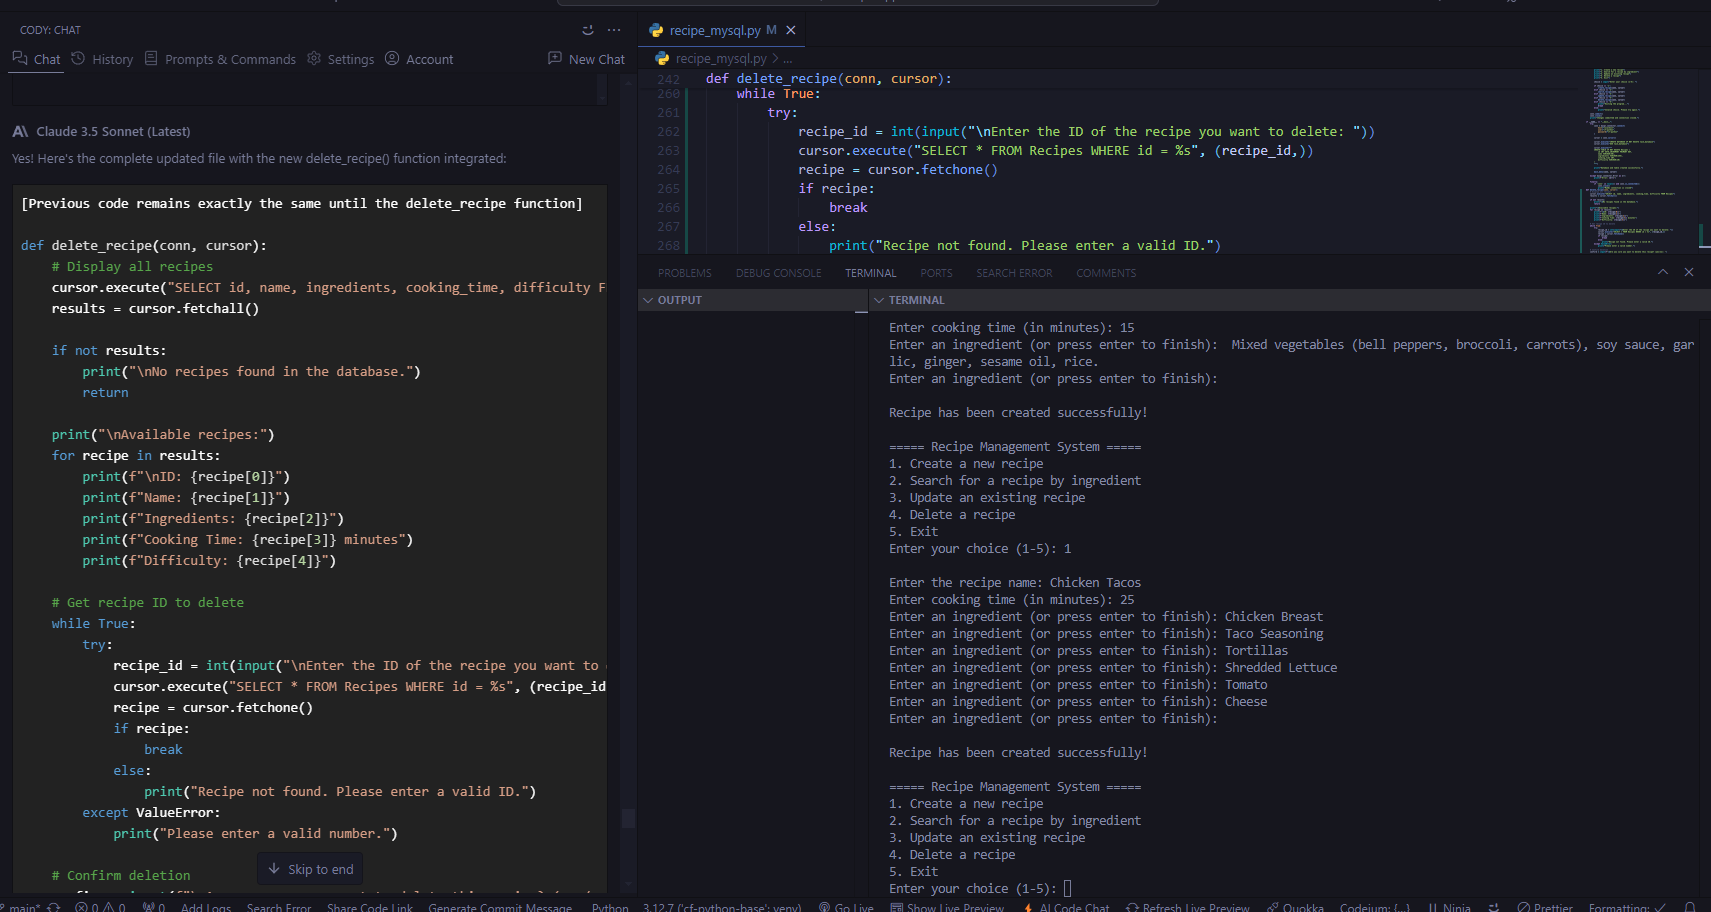 CODY: CHAT
Chat
History
Prompts & Commands
Settings
Account
New Chat
Claude 3.5 Sonnet (Latest)
Yes! Here's the complete updated file with the new delete_recipe() function integrated:
[Previous code remains exactly the same until the delete_recipe function]
def delete_recipe(conn, cursor):
# Display all recipes
cursor.execute("SELECT id, name, ingredients, cooking_time, difficulty F
results = cursor.fetchall()
if not results:
print("\nNo recipes found in the database.")
return
print("\nAvailable recipes:")
for recipe in results:
print(f"\nID: {recipe[0]}")
print(f"Name: {recipe[1]}")
print(f"Ingredients: {recipe[2]}")
print(f"Cooking Time: {recipe[3]} minutes")
print(f"Difficulty: {recipe[4]}")
# Get recipe ID to delete
while True:
try:
recipe_id = int(input("\nEnter the ID of the recipe you want to
cursor.execute("SELECT * FROM Recipes WHERE id = %s", (recipe_id
recipe = cursor.fetchone()
if recipe:
break
else:
print("Recipe not found. Please enter a valid ID.")
except ValueError:
print("Please enter a valid number.")
# Confirm deletion
Skip to end
recipe_mysql.py M
recipe_mysql.py > ...
242 def delete_recipe(conn, cursor):
260 while True:
261 try:
262 recipe_id = int(input("\nEnter the ID of the recipe you want to delete: "))
263 cursor.execute("SELECT * FROM Recipes WHERE id = %s", (recipe_id,))
264 recipe = cursor.fetchone()
265 if recipe:
266 break
267 else:
268 print("Recipe not found. Please enter a valid ID.")
PROBLEMS
DEBUG CONSOLE
TERMINAL
PORTS
SEARCH ERROR
COMMENTS
OUTPUT
TERMINAL
Enter cooking time (in minutes): 15
Enter an ingredient (or press enter to finish):  Mixed vegetables (bell peppers, broccoli, carrots), soy sauce, gar
lic, ginger, sesame oil, rice.
Enter an ingredient (or press enter to finish):
Recipe has been created successfully!
===== Recipe Management System =====
1. Create a new recipe
2. Search for a recipe by ingredient
3. Update an existing recipe
4. Delete a recipe
5. Exit
Enter your choice (1-5): 1
Enter the recipe name: Chicken Tacos
Enter cooking time (in minutes): 25
Enter an ingredient (or press enter to finish): Chicken Breast
Enter an ingredient (or press enter to finish): Taco Seasoning
Enter an ingredient (or press enter to finish): Tortillas
Enter an ingredient (or press enter to finish): Shredded Lettuce
Enter an ingredient (or press enter to finish): Tomato
Enter an ingredient (or press enter to finish): Cheese
Enter an ingredient (or press enter to finish):
Recipe has been created successfully!
===== Recipe Management System =====
1. Create a new recipe
2. Search for a recipe by ingredient
3. Update an existing recipe
4. Delete a recipe
5. Exit
Enter your choice (1-5):
main* 0 0 0 Add Logs Search Error Share Code Link Generate Commit Message Python 3.12.7 ('cf-python-base': venv) Go Live Show Live Preview AI Code Chat Refresh Live Preview Quokka Codeium: {...} Ninja Prettier Formatting: